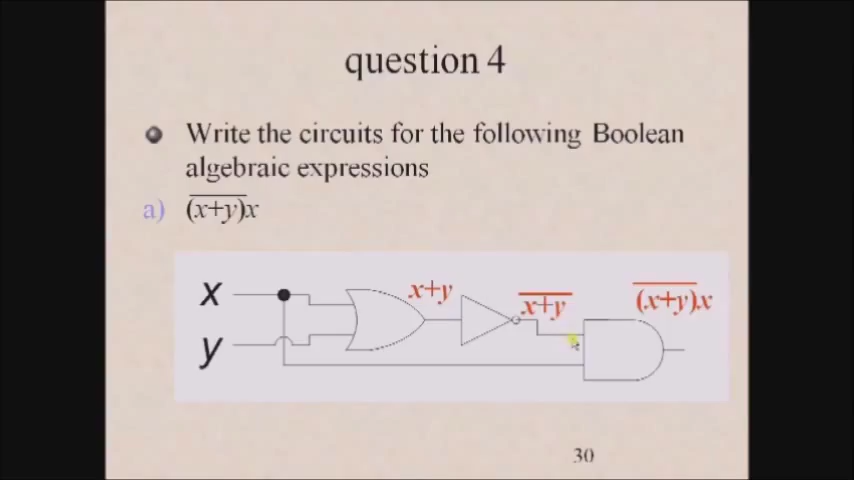 question 4
Write the circuits for the following Boolean
algebraic expressions
a) (x̅+̅y̅)̅x
x
x+y
x̅+̅y̅
(̅x̅+̅y̅)̅x
y
30